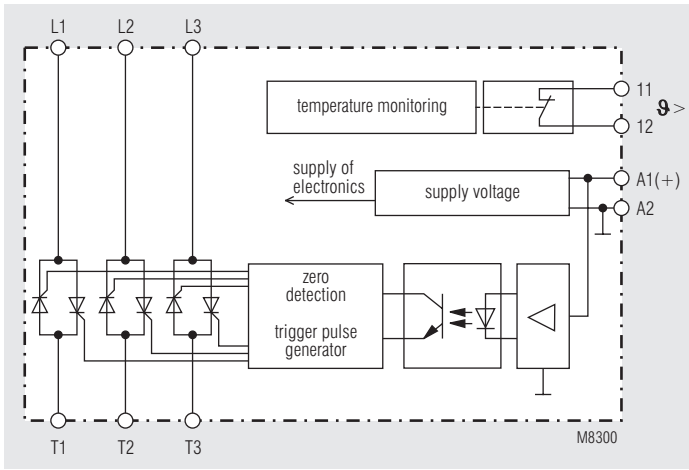 L1 L2 L3
temperature monitoring
11
12
ϑ >
supply of
electronics
supply voltage
A1(+)
A2
zero
detection
trigger pulse
generator
T1 T2 T3
M8300